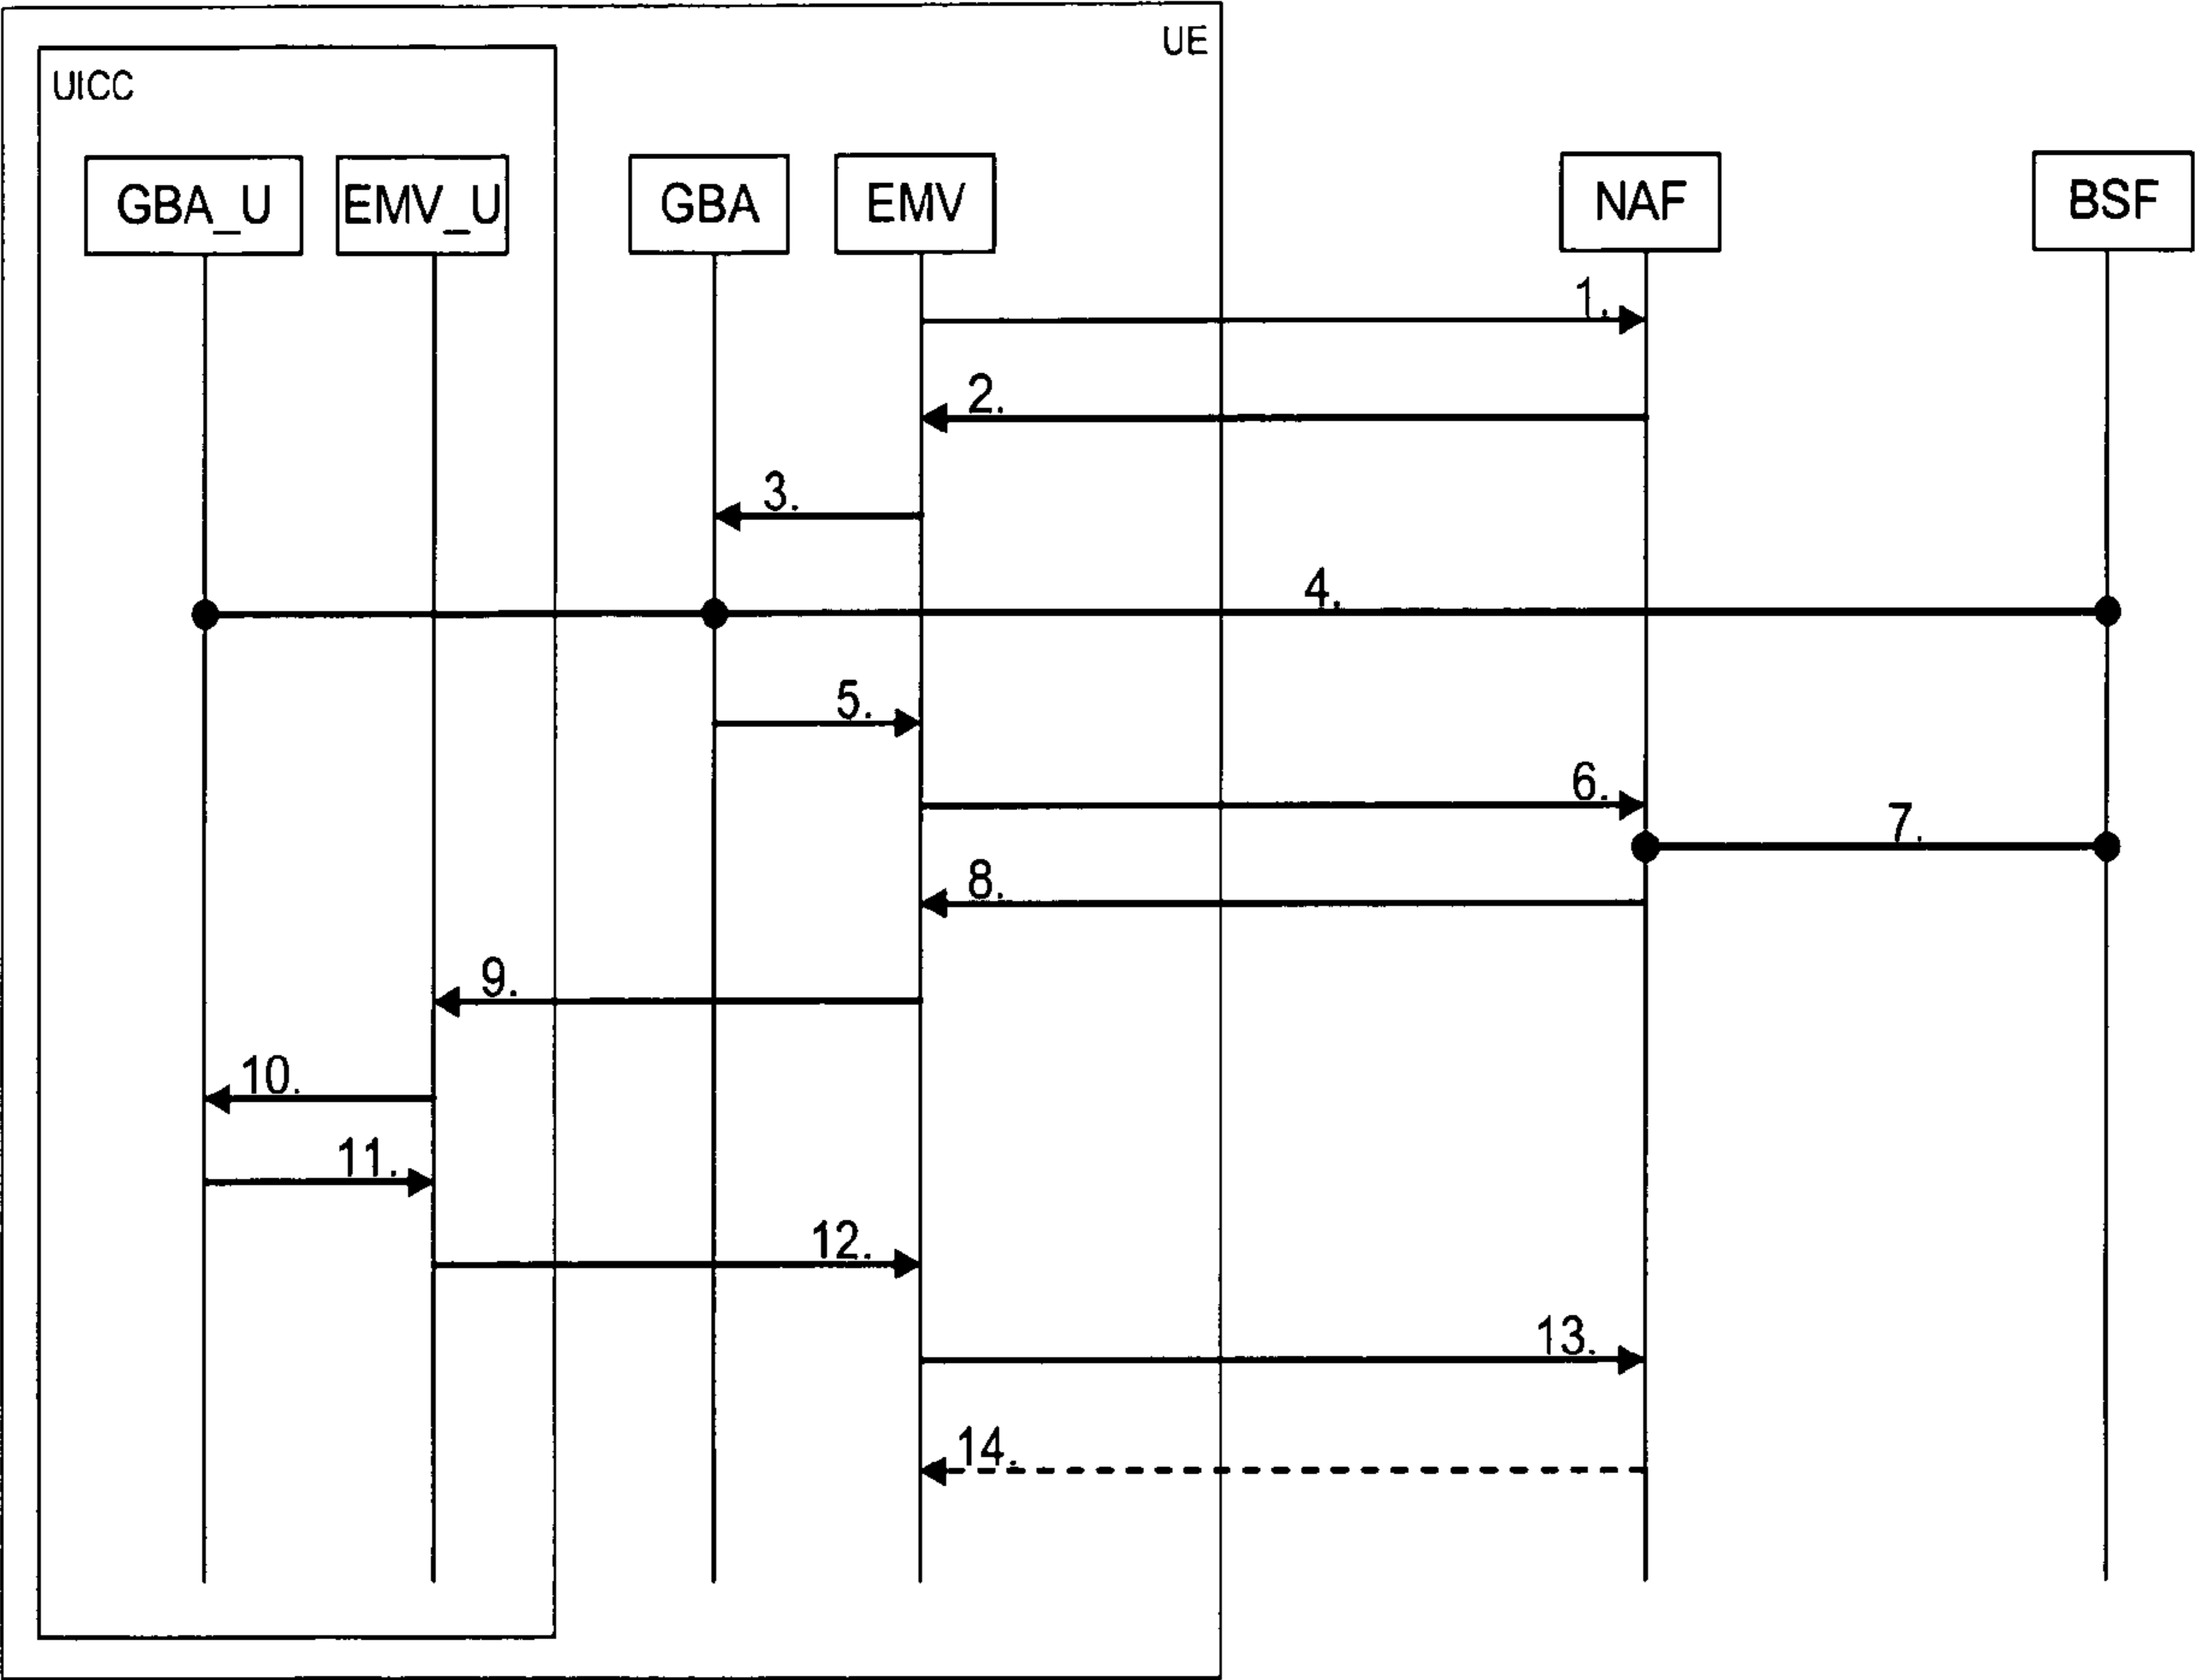 UE
UICC
GBA_U
EMV_U
GBA
EMV
NAF
BSF
1.
2.
3.
4.
5.
6.
7.
8.
9.
10.
11.
12.
13.
14.